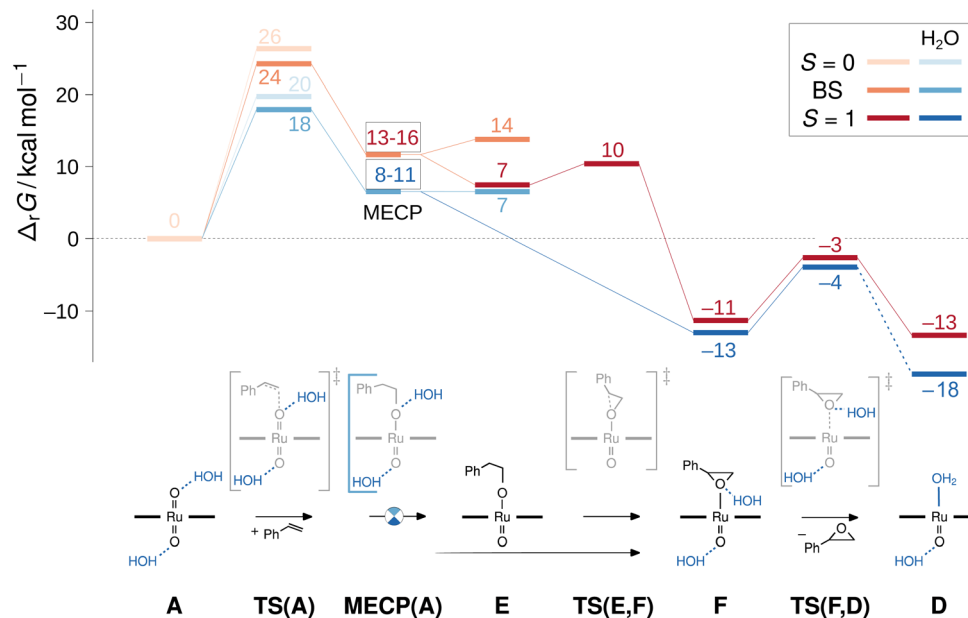 30
20
10
0
−10
ΔrG / kcal mol−1
H2O
S = 0
BS
S = 1
0
26
24
20
18
13-16
8-11
MECP
14
7
7
10
−11
−13
−3
−4
−13
−18
O
Ru
O
HOH
HOH
Ph
‡
O
Ru
O
HOH
HOH
+ Ph
Ph
O
Ru
O
HOH
HOH
Ph
O
Ru
O
Ph
‡
O
Ru
O
Ph
O
Ru
O
HOH
HOH
Ph
‡
O
Ru
O
HOH
HOH
− Ph
O
OH2
Ru
O
HOH
A
TS(A)
MECP(A)
E
TS(E,F)
F
TS(F,D)
D